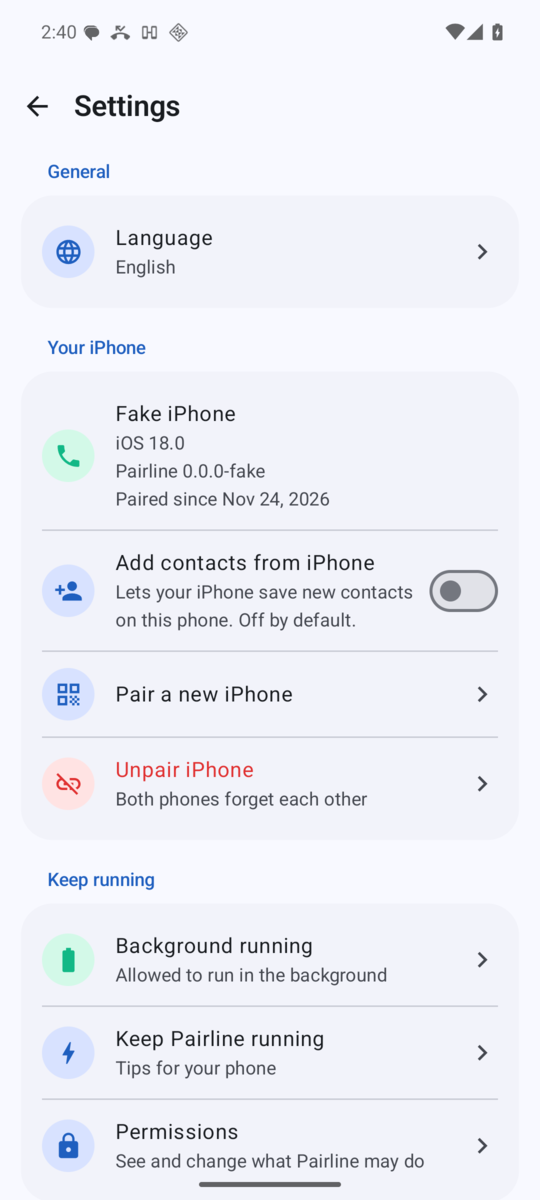 2:40
Settings
General
Language
English
Your iPhone
Fake iPhone
iOS 18.0
Pairline 0.0.0-fake
Paired since Nov 24, 2026
Add contacts from iPhone
Lets your iPhone save new contacts
on this phone. Off by default.
Pair a new iPhone
Unpair iPhone
Both phones forget each other
Keep running
Background running
Allowed to run in the background
Keep Pairline running
Tips for your phone
Permissions
See and change what Pairline may do